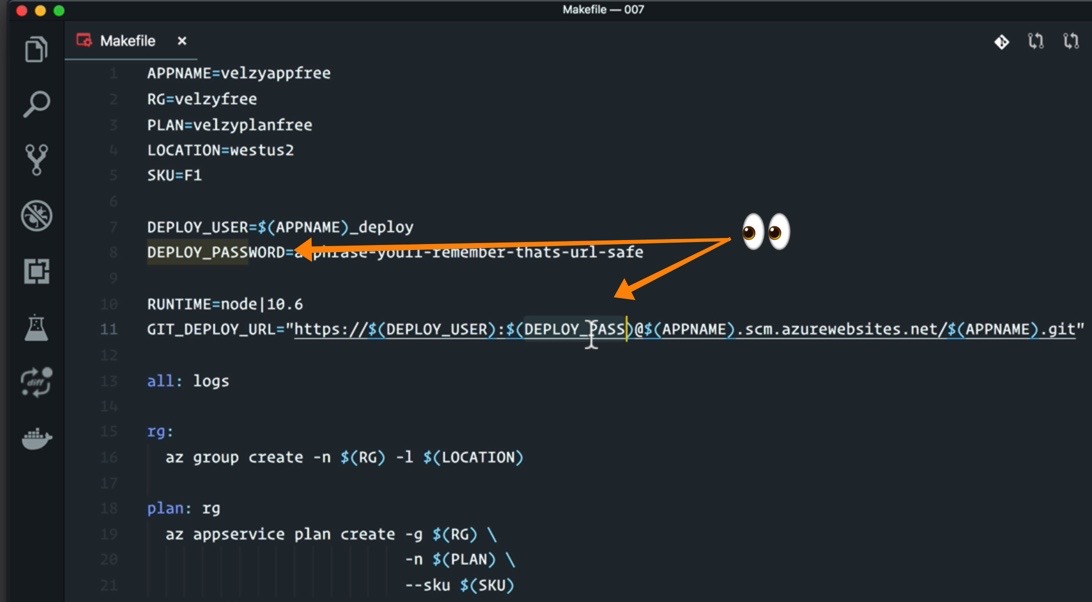 Makefile — 007
Makefile ×
1 APPNAME=velzyappfree
2 RG=velzyfree
3 PLAN=velzyplanfree
4 LOCATION=westus2
5 SKU=F1
6
7 DEPLOY_USER=$(APPNAME)_deploy
8 DEPLOY_PASSWORD=a-phrase-youll-remember-thats-url-safe
9
10 RUNTIME=node|10.6
11 GIT_DEPLOY_URL="https://$(DEPLOY_USER):$(DEPLOY_PASS)@$(APPNAME).scm.azurewebsites.net/$(APPNAME).git"
12
13 all: logs
14
15 rg:
16 az group create -n $(RG) -l $(LOCATION)
17
18 plan: rg
19 az appservice plan create -g $(RG) \
20 -n $(PLAN) \
21 --sku $(SKU)
diff